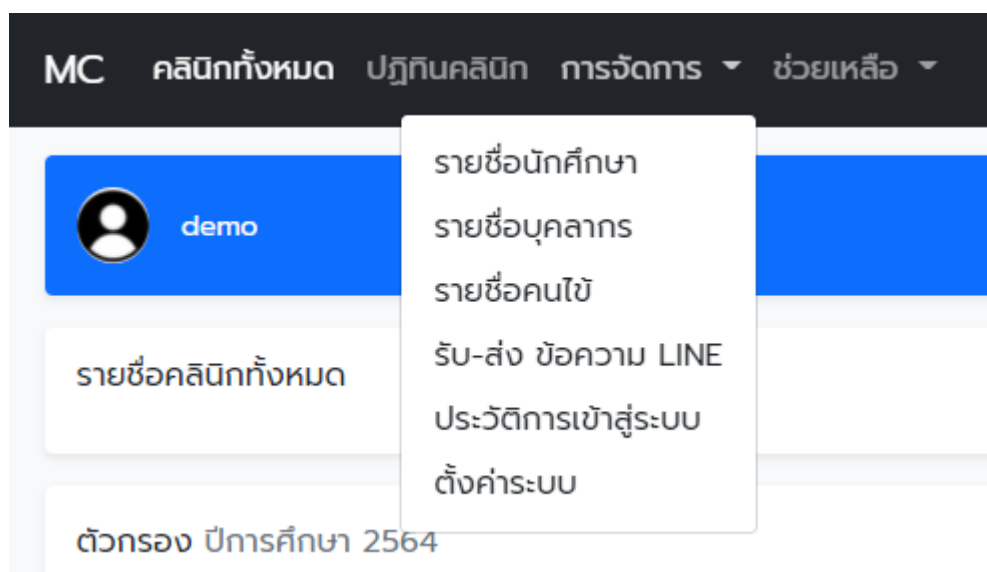 MC คลินิกทั้งหมด ปฏิทินคลินิก การจัดการ ช่วยเหลือ
รายชื่อนักศึกษา
demo
รายชื่อบุคลากร
รายชื่อคนไข้
รายชื่อคลินิกทั้งหมด
รับ-ส่ง ข้อความ LINE
ประวัติการเข้าสู่ระบบ
ตั้งค่าระบบ
ตัวกรอง ปีการศึกษา 2564